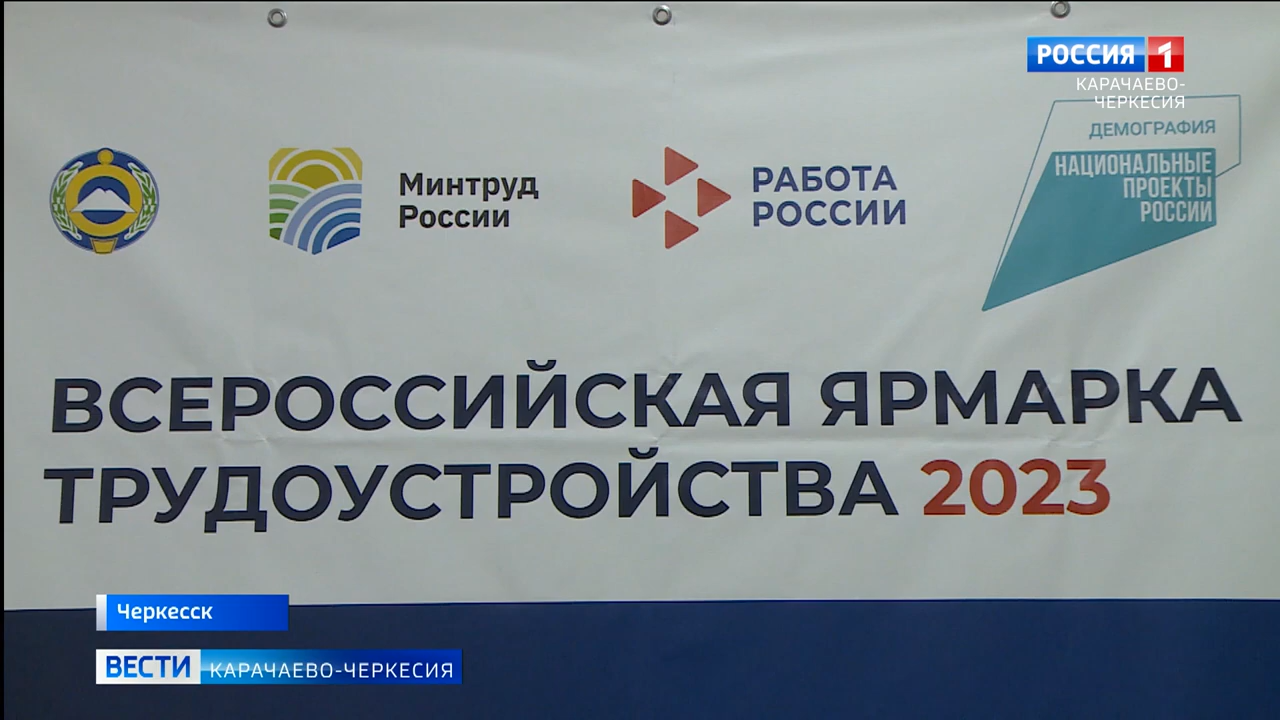 РОССИЯ 1
КАРАЧАЕВО-
ЧЕРКЕСИЯ
Минтруд
России
РАБОТА
РОССИИ
ДЕМОГРАФИЯ
НАЦИОНАЛЬНЫЕ
ПРОЕКТЫ
РОССИИ
ВСЕРОССИЙСКАЯ ЯРМАРКА
ТРУДОУСТРОЙСТВА 2023
Черкесск
ВЕСТИ КАРАЧАЕВО-ЧЕРКЕСИЯ